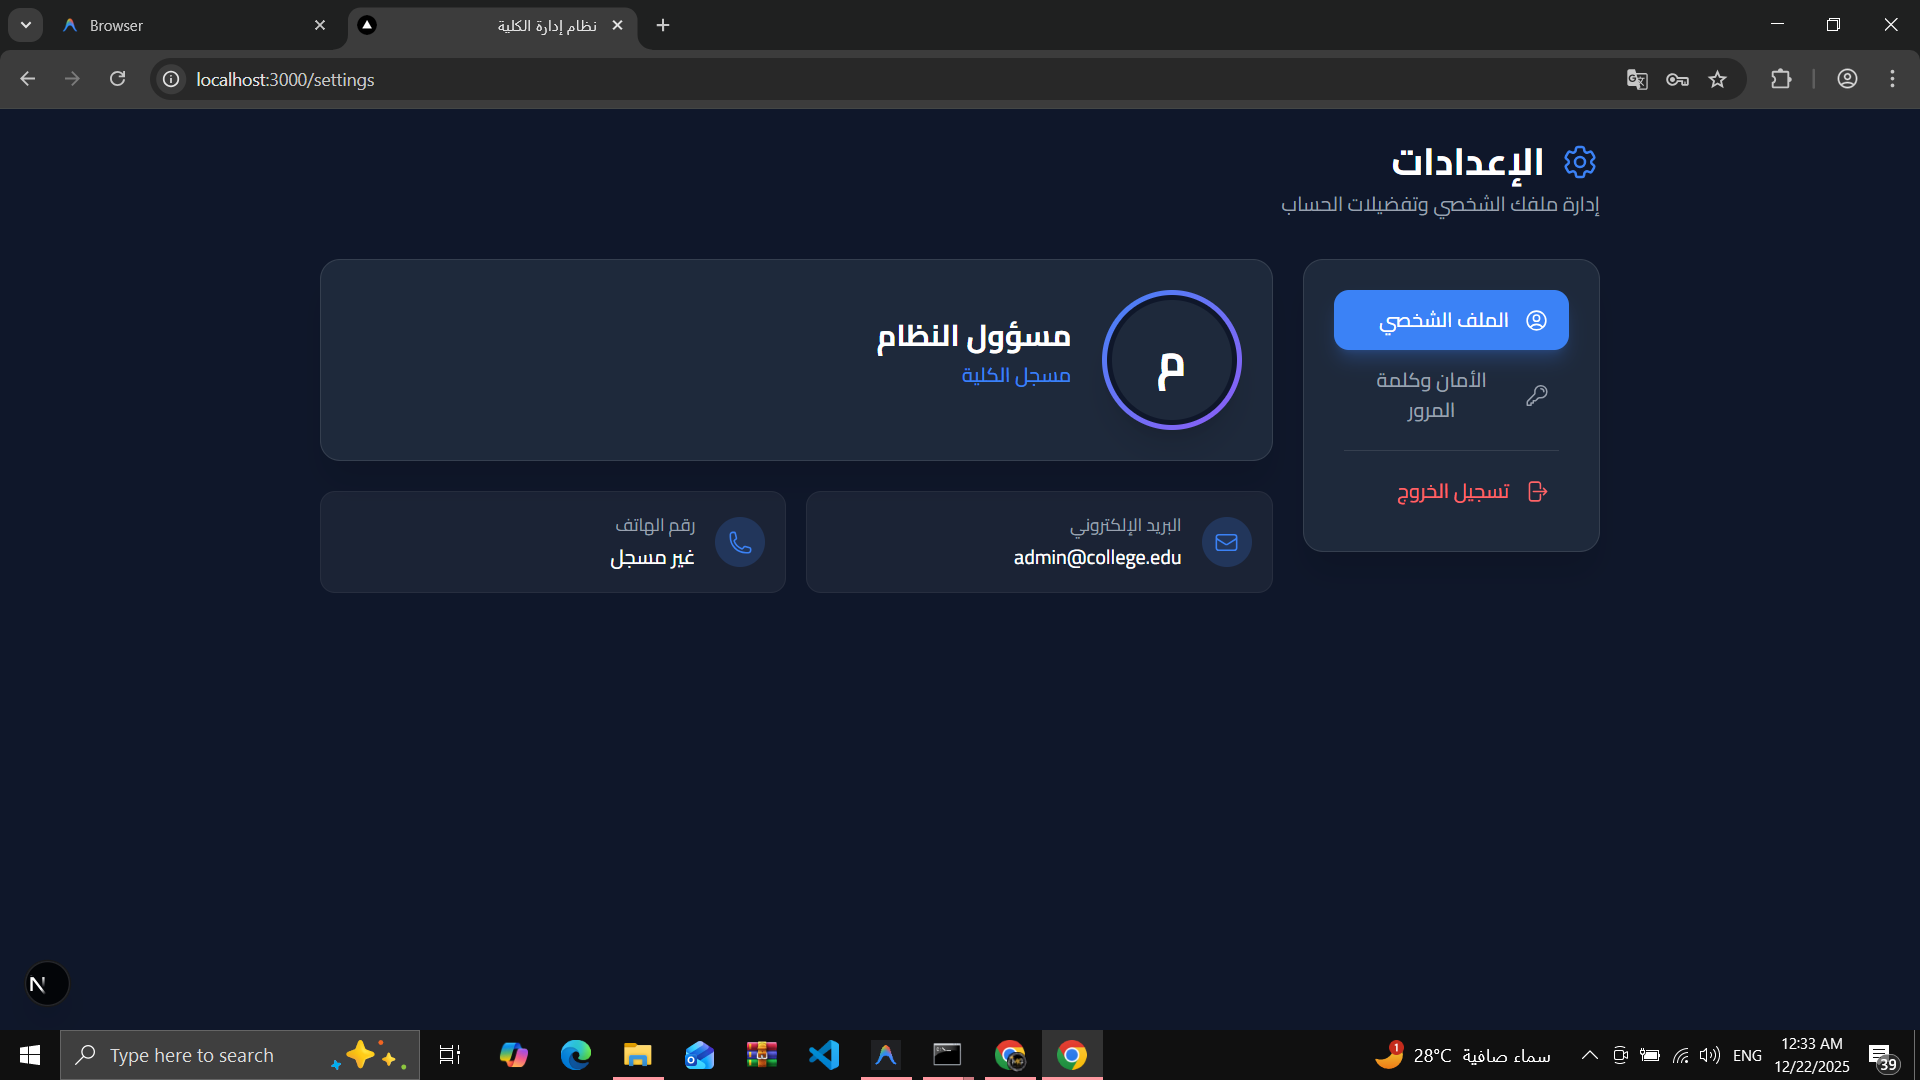 Browser
نظام إدارة الكلية
localhost:3000/settings
الإعدادات
إدارة ملفك الشخصي وتفضيلات الحساب
الملف الشخصي
الأمان وكلمة
المرور
تسجيل الخروج
م
مسؤول النظام
مسجل الكلية
البريد الإلكتروني
admin@college.edu
رقم الهاتف
غير مسجل
N
Type here to search
1
28°C سماء صافية
ENG
12:33 AM
12/22/2025
39